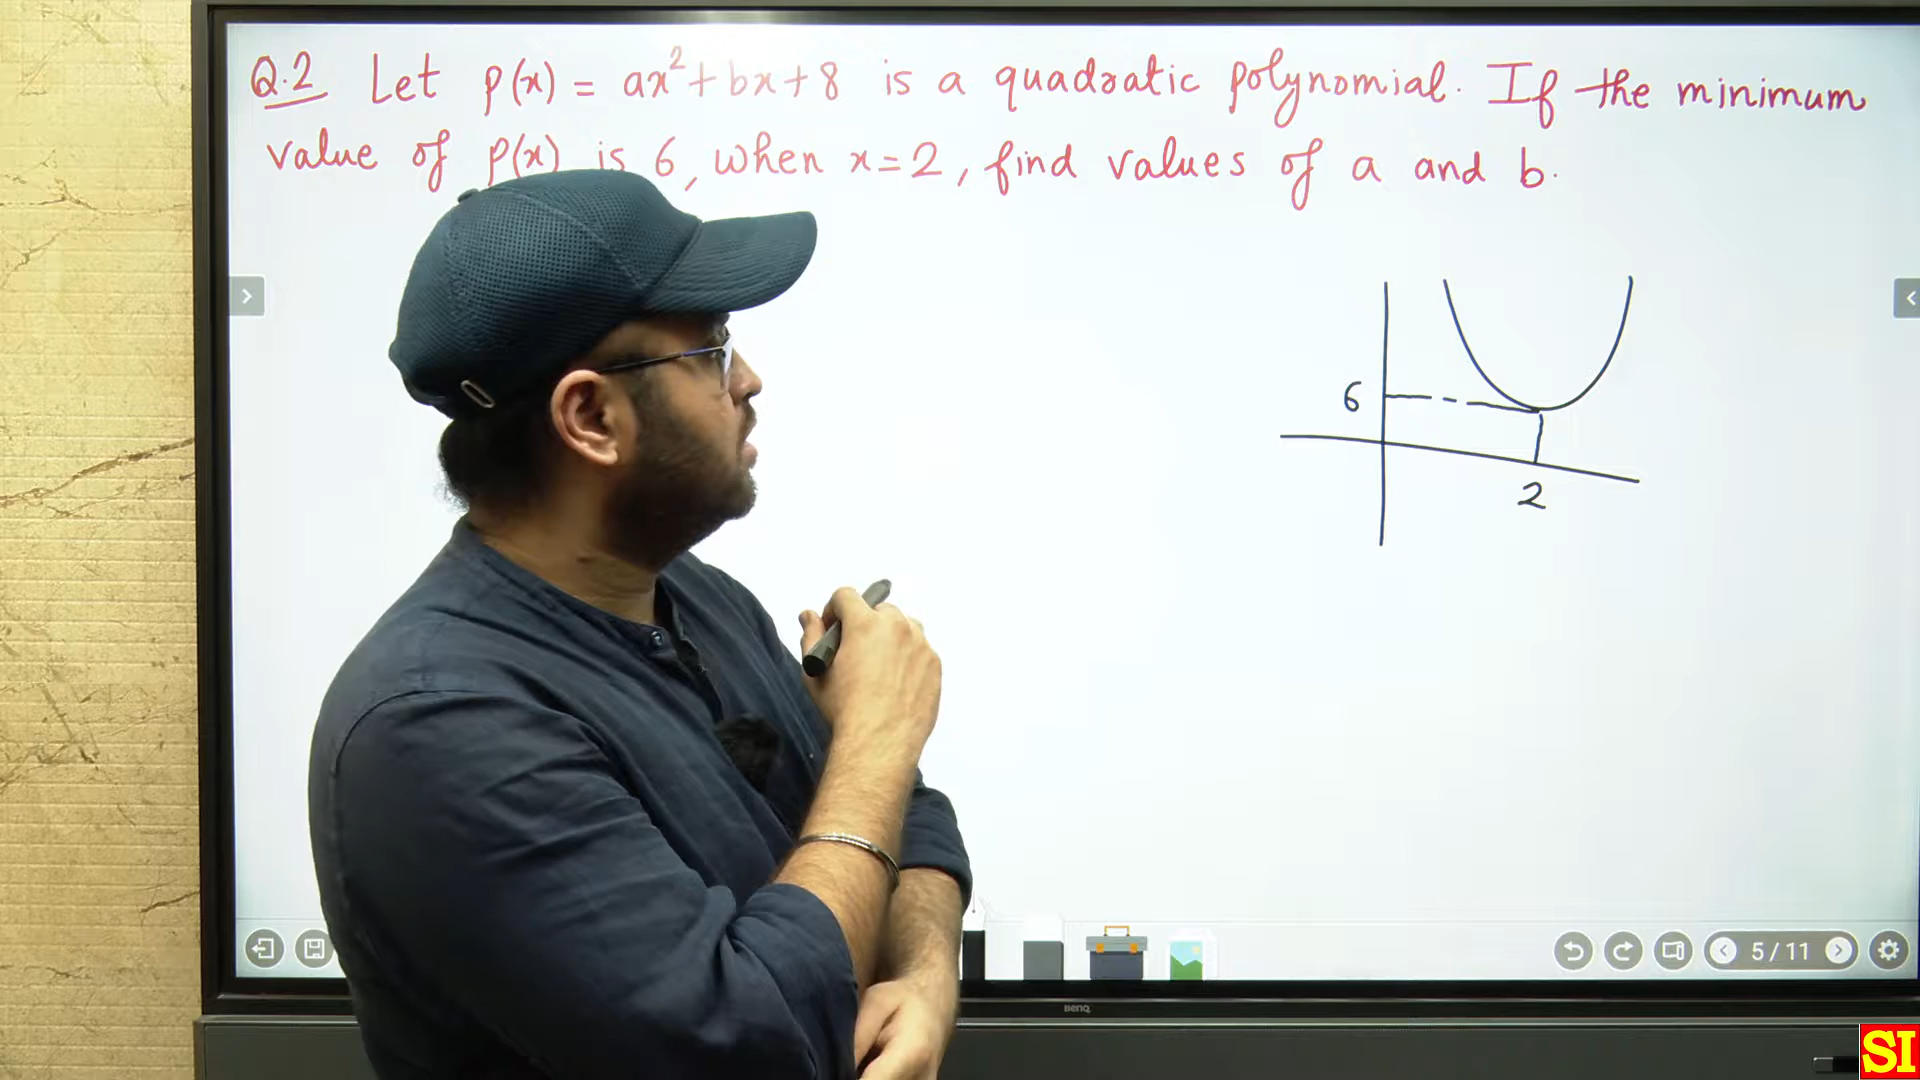 Q.2 Let p(x) = ax²+bx+8 is a quadratic polynomial. If the minimum
value of p(x) is 6, when x=2, find values of a and b.
6
2
5/11
BenQ
SI